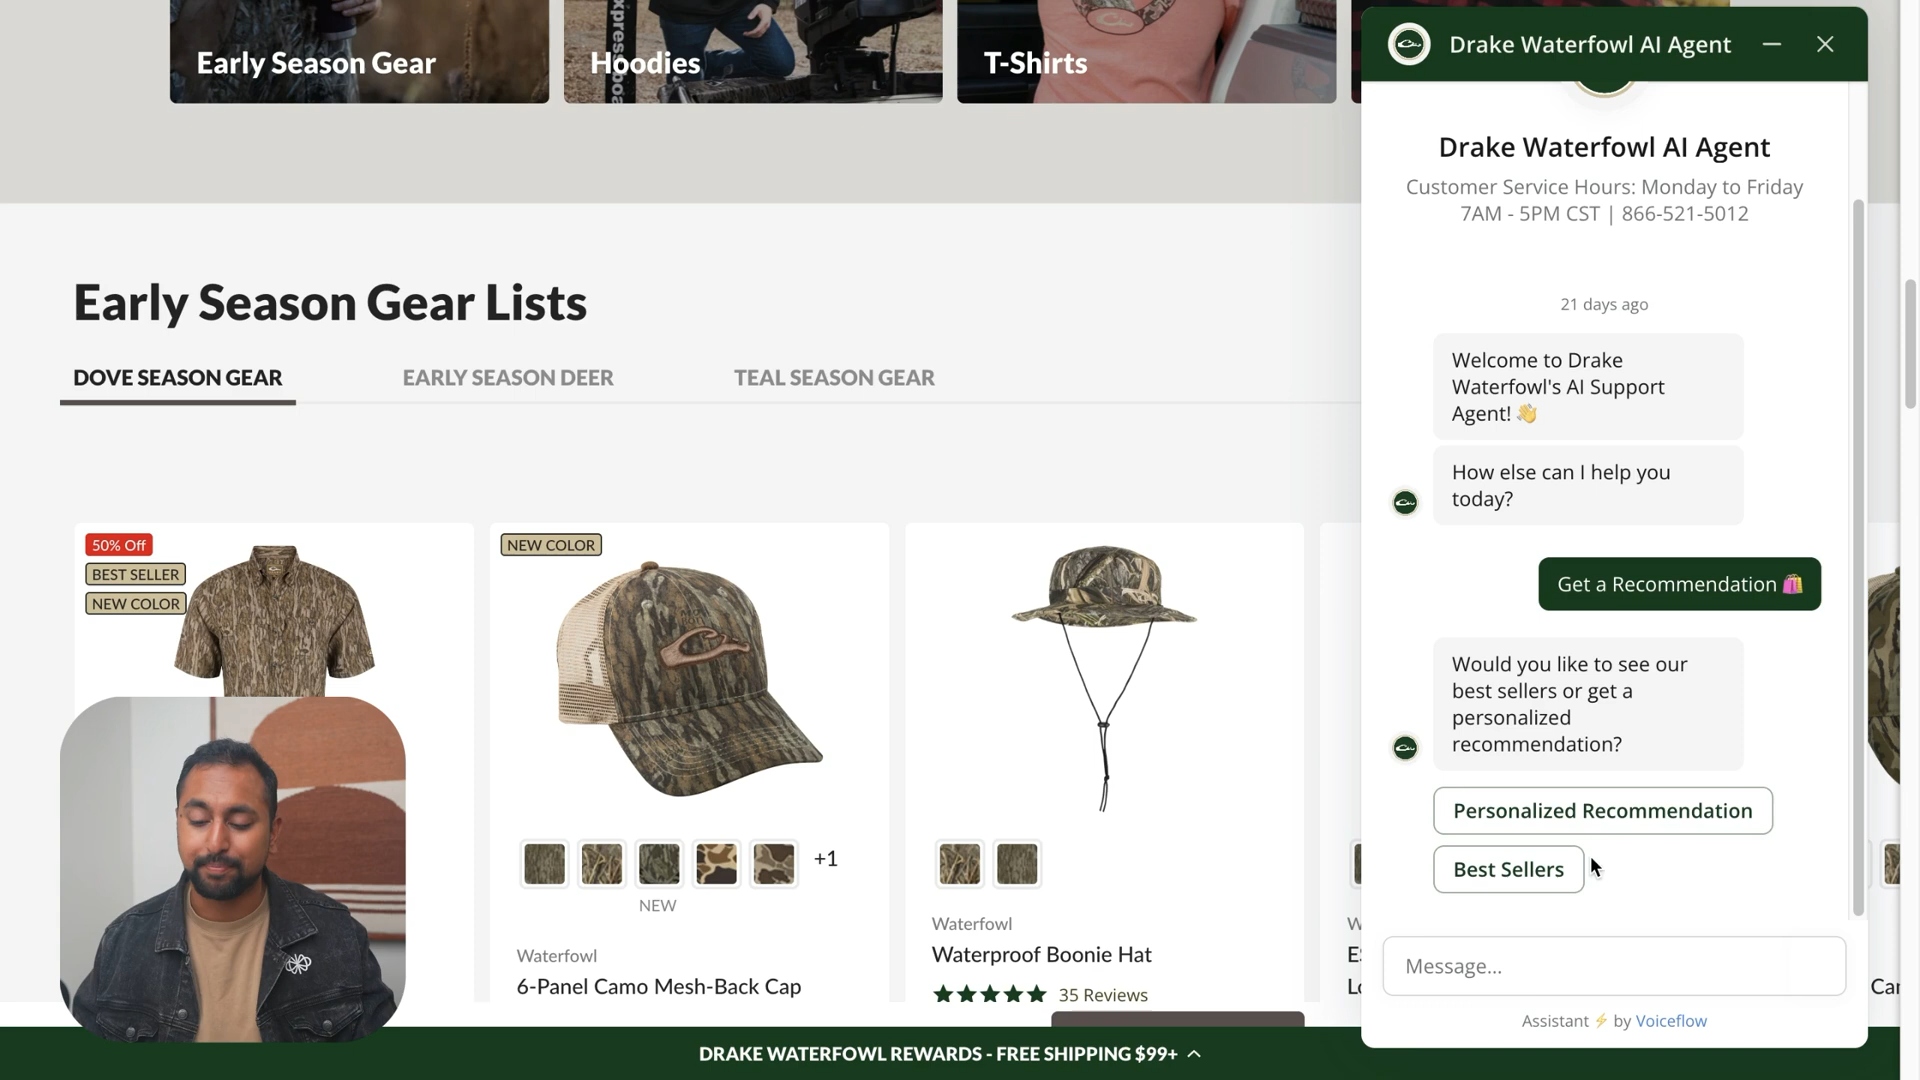 Early Season Gear
Hoodies
T-Shirts
Early Season Gear Lists
DOVE SEASON GEAR
EARLY SEASON DEER
TEAL SEASON GEAR
50% Off
BEST SELLER
NEW COLOR
NEW COLOR
+1
NEW
Waterfowl
6-Panel Camo Mesh-Back Cap
Waterfowl
Waterproof Boonie Hat
35 Reviews
DRAKE WATERFOWL REWARDS - FREE SHIPPING $99+
Drake Waterfowl AI Agent
Drake Waterfowl AI Agent
Customer Service Hours: Monday to Friday
7AM - 5PM CST | 866-521-5012
21 days ago
Welcome to Drake
Waterfowl's AI Support
Agent! 👋
How else can I help you
today?
Get a Recommendation 🛍️
Would you like to see our
best sellers or get a
personalized
recommendation?
Personalized Recommendation
Best Sellers
Message...
Assistant ⚡ by Voiceflow